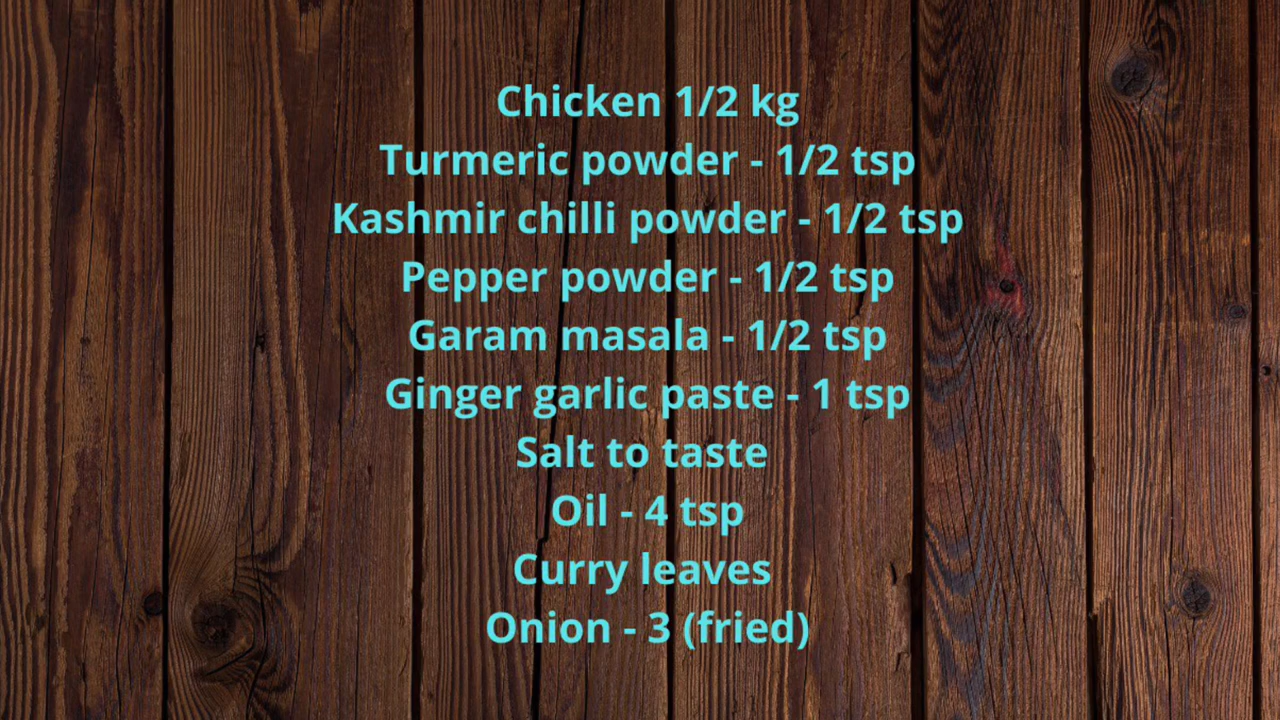 Chicken 1/2 kg
Turmeric powder - 1/2 tsp
Kashmir chilli powder - 1/2 tsp
Pepper powder - 1/2 tsp
Garam masala - 1/2 tsp
Ginger garlic paste - 1 tsp
Salt to taste
Oil - 4 tsp
Curry leaves
Onion - 3 (fried)